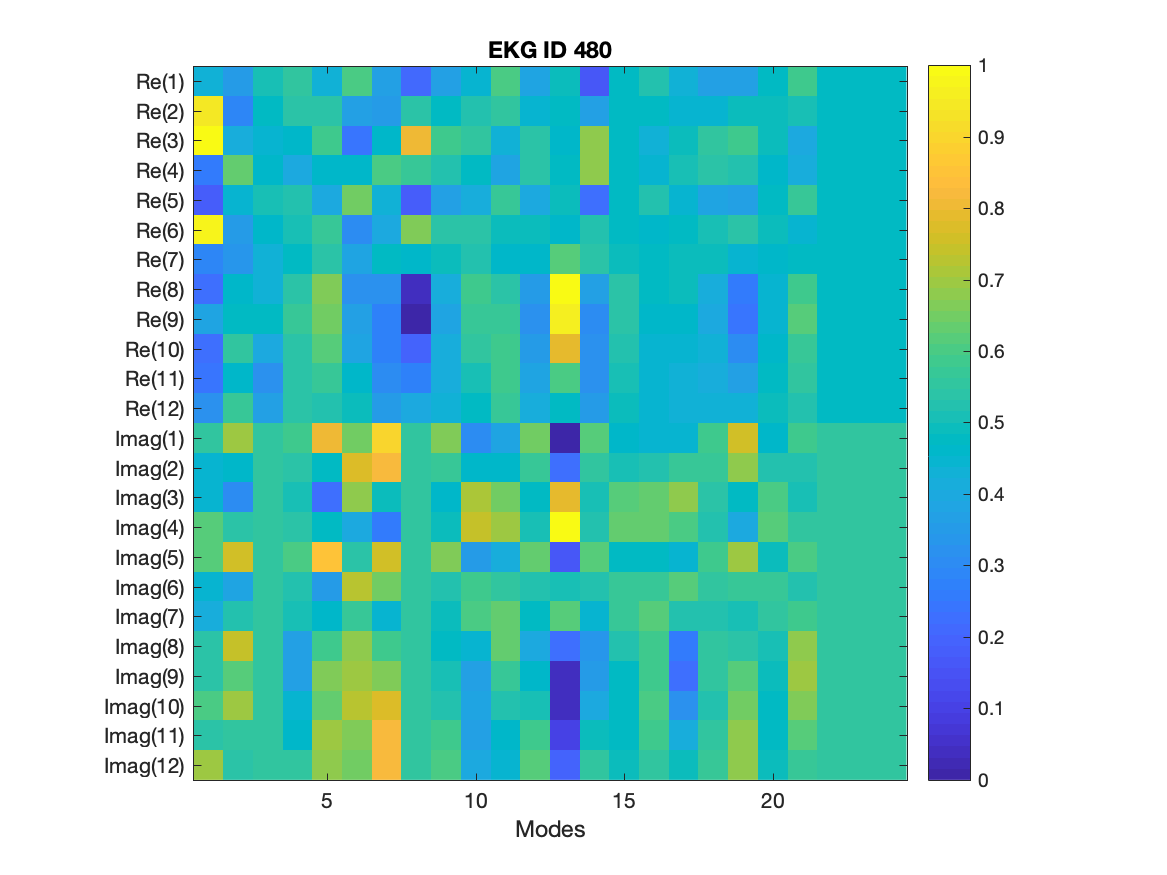 EKG ID 480
Re(1)
Re(2)
Re(3)
Re(4)
Re(5)
Re(6)
Re(7)
Re(8)
Re(9)
Re(10)
Re(11)
Re(12)
Imag(1)
Imag(2)
Imag(3)
Imag(4)
Imag(5)
Imag(6)
Imag(7)
Imag(8)
Imag(9)
Imag(10)
Imag(11)
Imag(12)
5 10 15 20
Modes
1
0.9
0.8
0.7
0.6
0.5
0.4
0.3
0.2
0.1
0